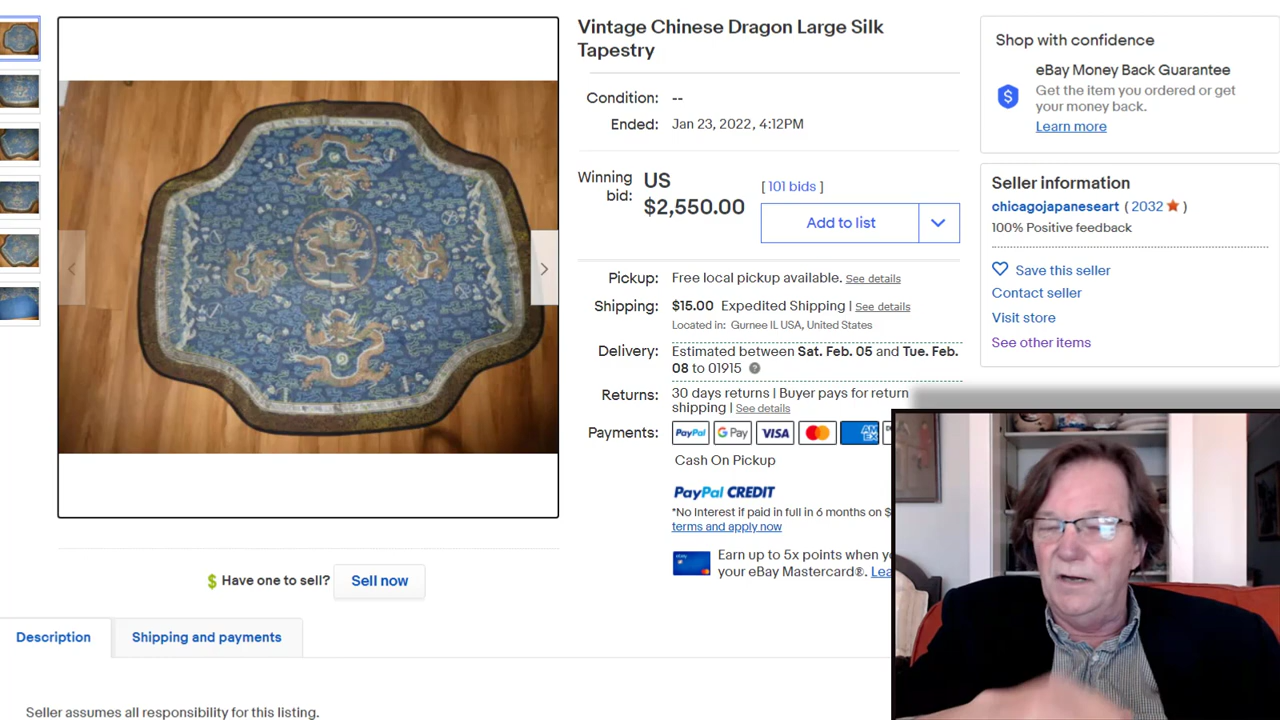 Vintage Chinese Dragon Large Silk
Tapestry
Condition: --
Ended: Jan 23, 2022, 4:12PM
Winning
bid:
US
$2,550.00
[ 101 bids ]
Add to list
Pickup: Free local pickup available. See details
Shipping: $15.00 Expedited Shipping | See details
Located in: Gurnee IL USA, United States
Delivery: Estimated between Sat. Feb. 05 and Tue. Feb.
08 to 01915
Returns: 30 days returns | Buyer pays for return
shipping | See details
Payments: PayPal G Pay VISA AM EX
Cash On Pickup
PayPal CREDIT
*No Interest if paid in full in 6 months on $
terms and apply now
Earn up to 5x points when
your eBay Mastercard®.
Shop with confidence
eBay Money Back Guarantee
Get the item you ordered or get
your money back.
Learn more
Seller information
chicagojapaneseart ( 2032 )
100% Positive feedback
Save this seller
Contact seller
Visit store
See other items
$ Have one to sell? Sell now
Description
Shipping and payments
Seller assumes all responsibility for this listing.